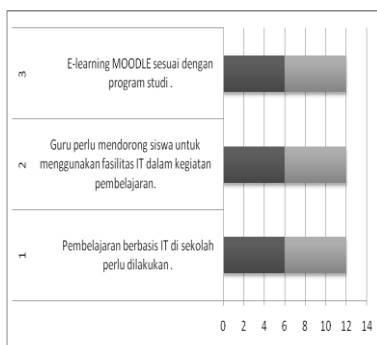 3
E-learning MOODLE sesuai dengan
program studi .
2
Guru perlu mendorong siswa untuk
menggunakan fasilitas IT dalam kegiatan
pembelajaran.
1
Pembelajaran berbasis IT di sekolah
perlu dilakukan .
0 2 4 6 8 10 12 14